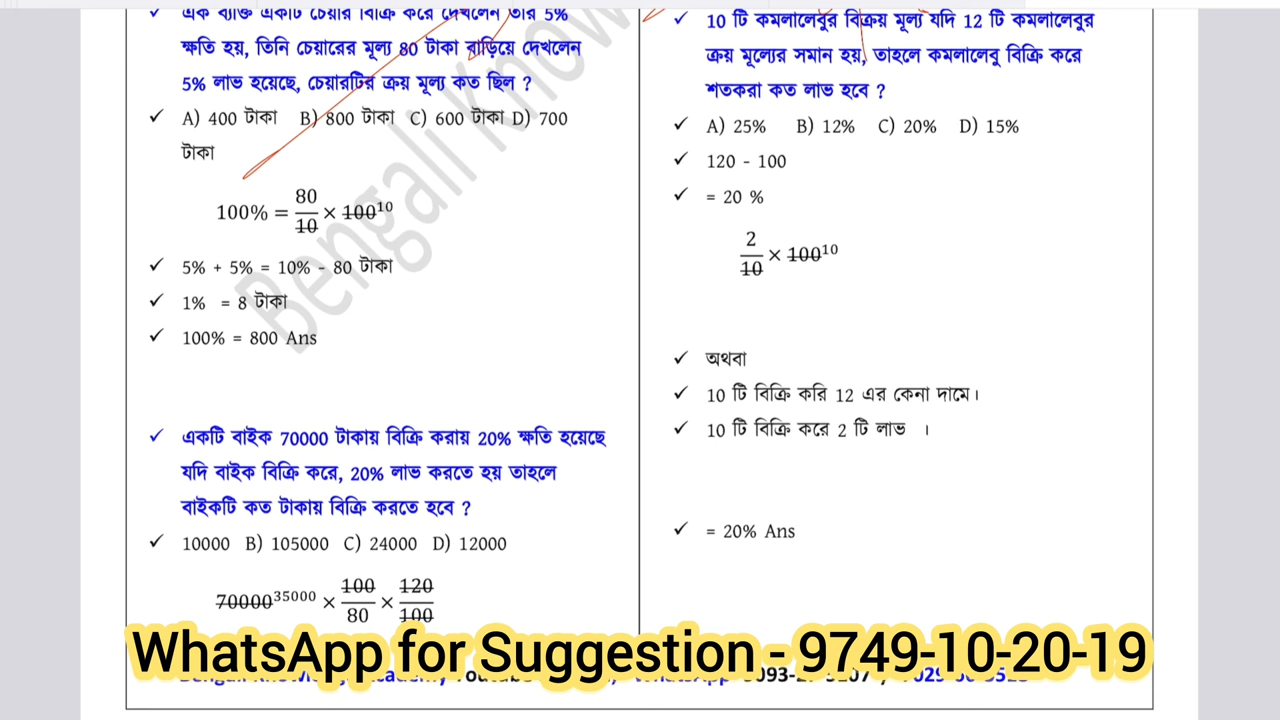 ✓ এক ব্যক্তি একটি চেয়ার বিক্রি করে দেখলেন তার 5%
ক্ষতি হয়, তিনি চেয়ারের মূল্য 80 টাকা বাড়িয়ে দেখলেন
5% লাভ হয়েছে, চেয়ারটির ক্রয় মূল্য কত ছিল ?
✓ A) 400 টাকা B) 800 টাকা C) 600 টাকা D) 700
টাকা
100% = 80/10 × 100^10
✓ 5% + 5% = 10% - 80 টাকা
✓ 1% = 8 টাকা
✓ 100% = 800 Ans
✓ একটি বাইক 70000 টাকায় বিক্রি করায় 20% ক্ষতি হয়েছে
যদি বাইক বিক্রি করে, 20% লাভ করতে হয় তাহলে
বাইকটি কত টাকায় বিক্রি করতে হবে ?
✓ 10000 B) 105000 C) 24000 D) 12000
70000^35000 × 100/80 × 120/100
✓ 10 টি কমলালেবুর বিক্রয় মূল্য যদি 12 টি কমলালেবুর
ক্রয় মূল্যের সমান হয়, তাহলে কমলালেবু বিক্রি করে
শতকরা কত লাভ হবে ?
✓ A) 25% B) 12% C) 20% D) 15%
✓ 120 - 100
✓ = 20 %
2/10 × 100^10
✓ অথবা
✓ 10 টি বিক্রি করি 12 এর কেনা দামে।
✓ 10 টি বিক্রি করে 2 টি লাভ ।
✓ = 20% Ans
Bengali Kno
WhatsApp for Suggestion - 9749-10-20-19